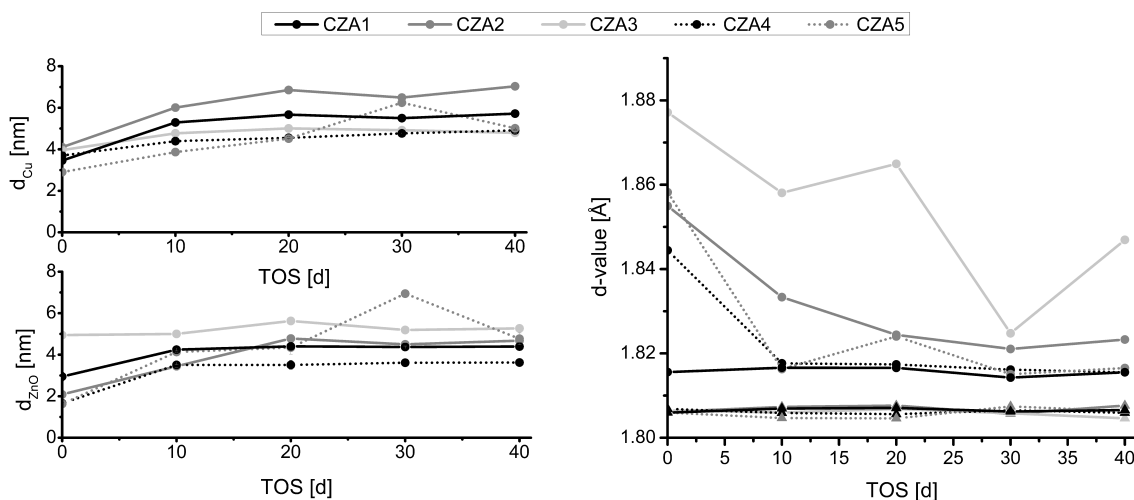 CZA1 CZA2 CZA3 CZA4 CZA5
8
6
4
2
0
d_Cu [nm]
0 10 20 30 40
TOS [d]
8
6
4
2
0
d_ZnO [nm]
0 10 20 30 40
TOS [d]
1.88
1.86
1.84
1.82
1.80
d-value [Å]
0 5 10 15 20 25 30 35 40
TOS [d]